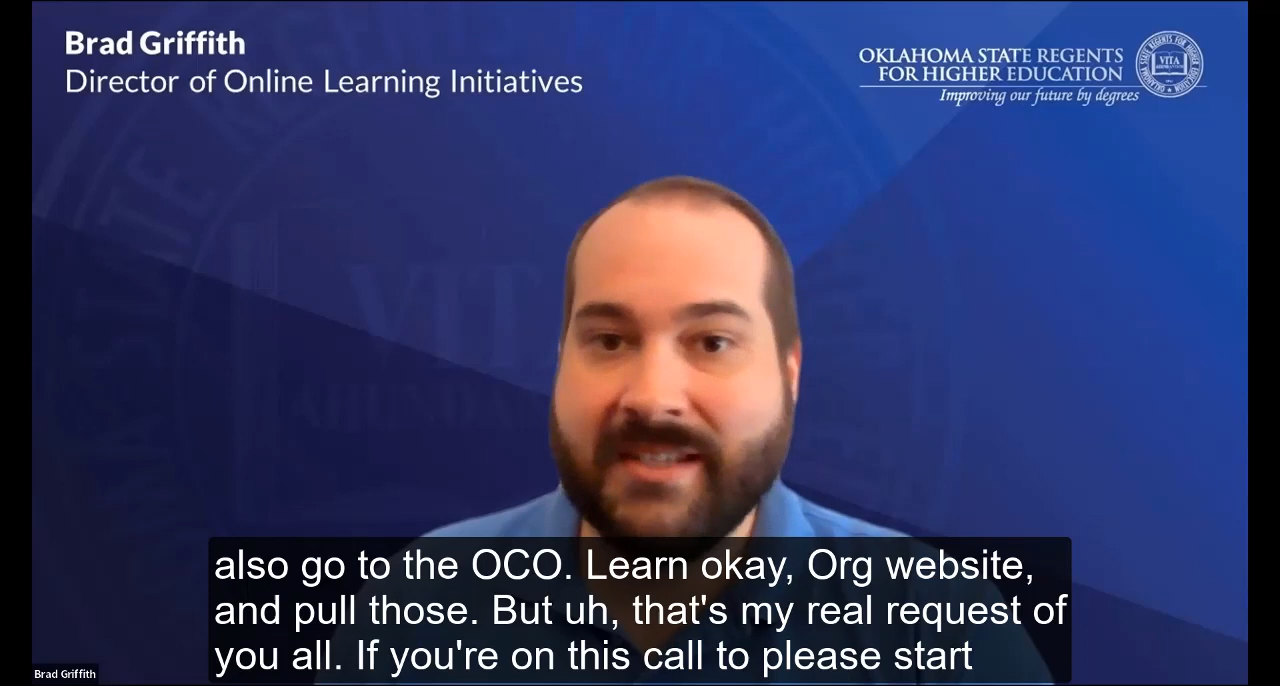 Brad Griffith
Director of Online Learning Initiatives
OKLAHOMA STATE REGENTS
FOR HIGHER EDUCATION
Improving our future by degrees
VITA
VIT
also go to the OCO. Learn okay, Org website,
and pull those. But uh, that's my real request of
you all. If you're on this call to please start
Brad Griffith